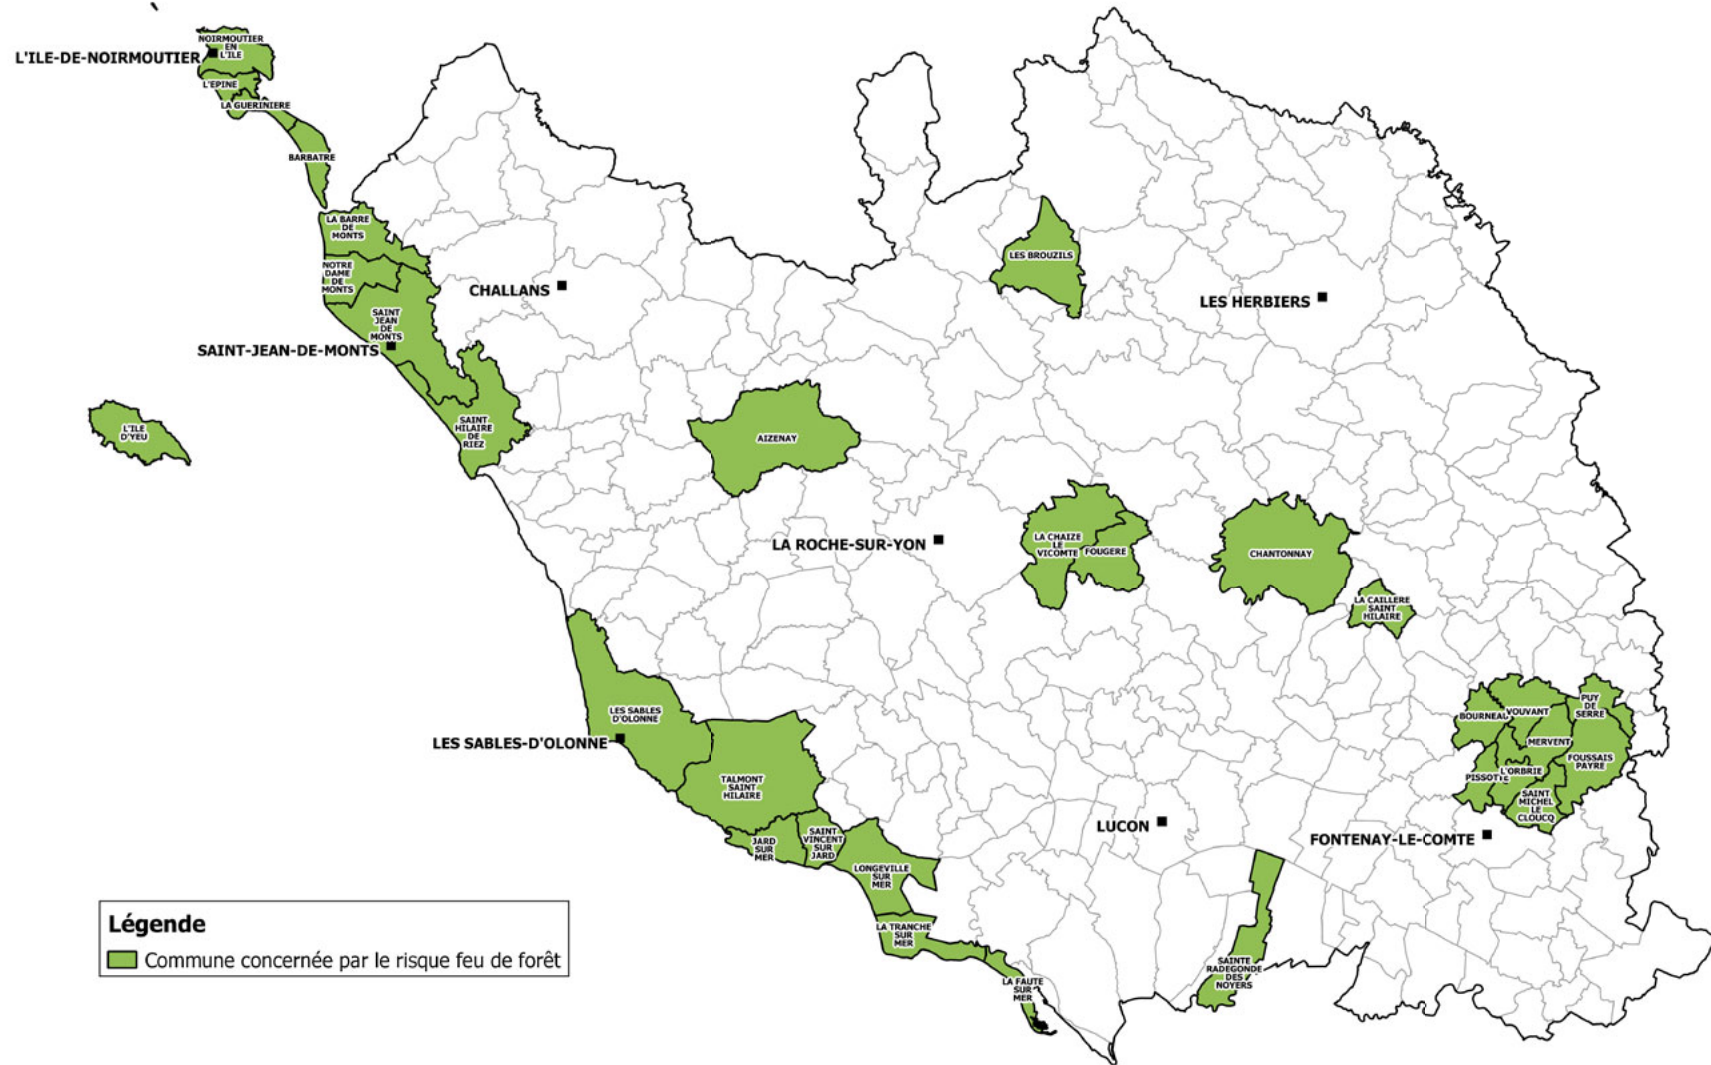 NOIRMOUTIER
EN
L'ILE
L'ILE-DE-NOIRMOUTIER
L'EPINE
LA GUERINIERE
BARBATRE
LA BARRE
DE
MONTS
NOTRE
DAME
DE
MONTS
SAINT
JEAN
DE
MONTS
SAINT-JEAN-DE-MONTS
CHALLANS
LES BROUZILS
LES HERBIERS
L'ILE
D'YEU
SAINT
HILAIRE
DE
RIEZ
AIZENAY
LA ROCHE-SUR-YON
LA CHAIZE
LE
VICOMTE
FOUGERE
CHANTONNAY
LA CAILLERE
SAINT
HILAIRE
LES SABLES
D'OLONNE
LES SABLES-D'OLONNE
TALMONT
SAINT
HILAIRE
JARD
SUR
MER
SAINT
VINCENT
SUR
JARD
LONGEVILLE
SUR
MER
LA TRANCHE
SUR
MER
LA FAUTE
SUR
MER
LUCON
SAINTE
RADEGONDE
DES
NOYERS
BOURNEAU
VOUVANT
PUY
DE
SERRE
MERVENT
FOUSSAIS
PAYRE
PISSOTTE
L'ORBRIE
SAINT
MICHEL
LE
CLOUCQ
FONTENAY-LE-COMTE
Légende
Commune concernée par le risque feu de forêt